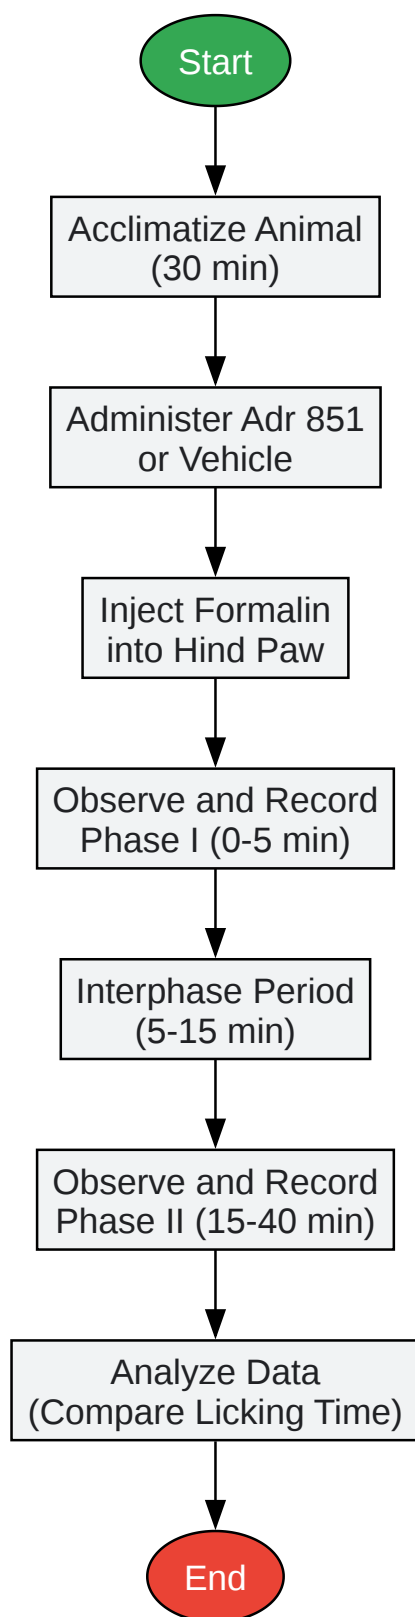 Start
Acclimatize Animal
(30 min)
Administer Adr 851
or Vehicle
Inject Formalin
into Hind Paw
Observe and Record
Phase I (0-5 min)
Interphase Period
(5-15 min)
Observe and Record
Phase II (15-40 min)
Analyze Data
(Compare Licking Time)
End